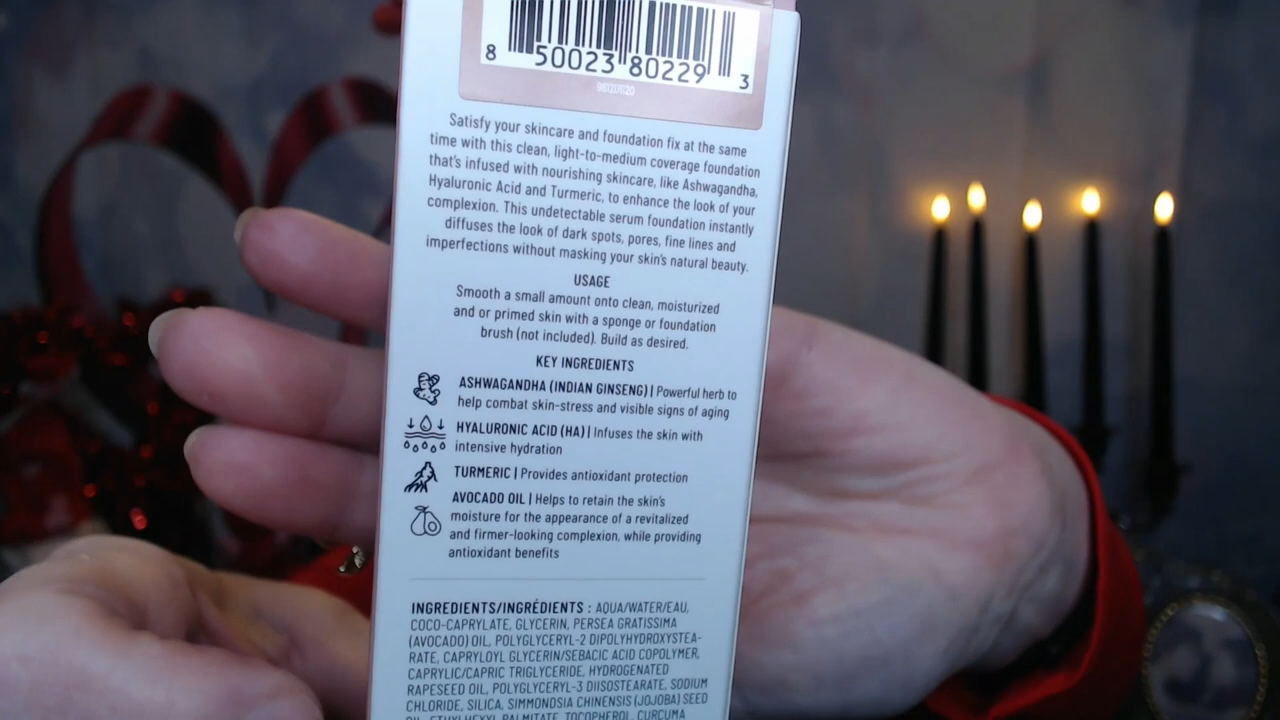 8 50023 80229 3
Satisfy your skincare and foundation fix at the same
time with this clean, light-to-medium coverage foundation
that's infused with nourishing skincare, like Ashwagandha,
Hyaluronic Acid and Turmeric, to enhance the look of your
complexion. This undetectable serum foundation instantly
diffuses the look of dark spots, pores, fine lines and
imperfections without masking your skin's natural beauty.
USAGE
Smooth a small amount onto clean, moisturized
and or primed skin with a sponge or foundation
brush (not included). Build as desired.
KEY INGREDIENTS
ASHWAGANDHA (INDIAN GINSENG) | Powerful herb to
help combat skin-stress and visible signs of aging
HYALURONIC ACID (HA) | Infuses the skin with
intensive hydration
TURMERIC | Provides antioxidant protection
AVOCADO OIL | Helps to retain the skin's
moisture for the appearance of a revitalized
and firmer-looking complexion, while providing
antioxidant benefits
INGREDIENTS/INGRÉDIENTS : AQUA/WATER/EAU,
COCO-CAPRYLATE, GLYCERIN, PERSEA GRATISSIMA
(AVOCADO) OIL, POLYGLYCERYL-2 DIPOLYHYDROXYSTEA-
RATE, CAPRYLOYL GLYCERIN/SEBACIC ACID COPOLYMER,
CAPRYLIC/CAPRIC TRIGLYCERIDE, HYDROGENATED
RAPESEED OIL, POLYGLYCERYL-3 DIISOSTEARATE, SODIUM
CHLORIDE, SILICA, SIMMONDSIA CHINENSIS (JOJOBA) SEED
OIL, ETHYLHEXYL PALMITATE, TOCOPHEROL, CURCUMA